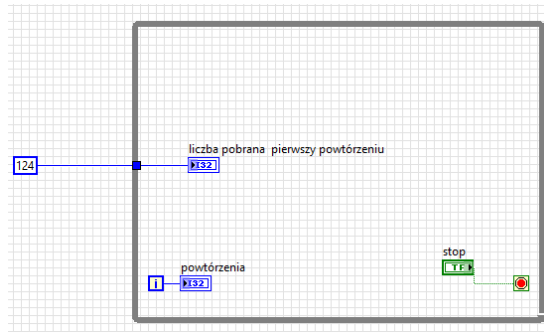 liczba pobrana pierwszy powtórzeniu
124
I32
stop
TF
powtórzenia
i
I32